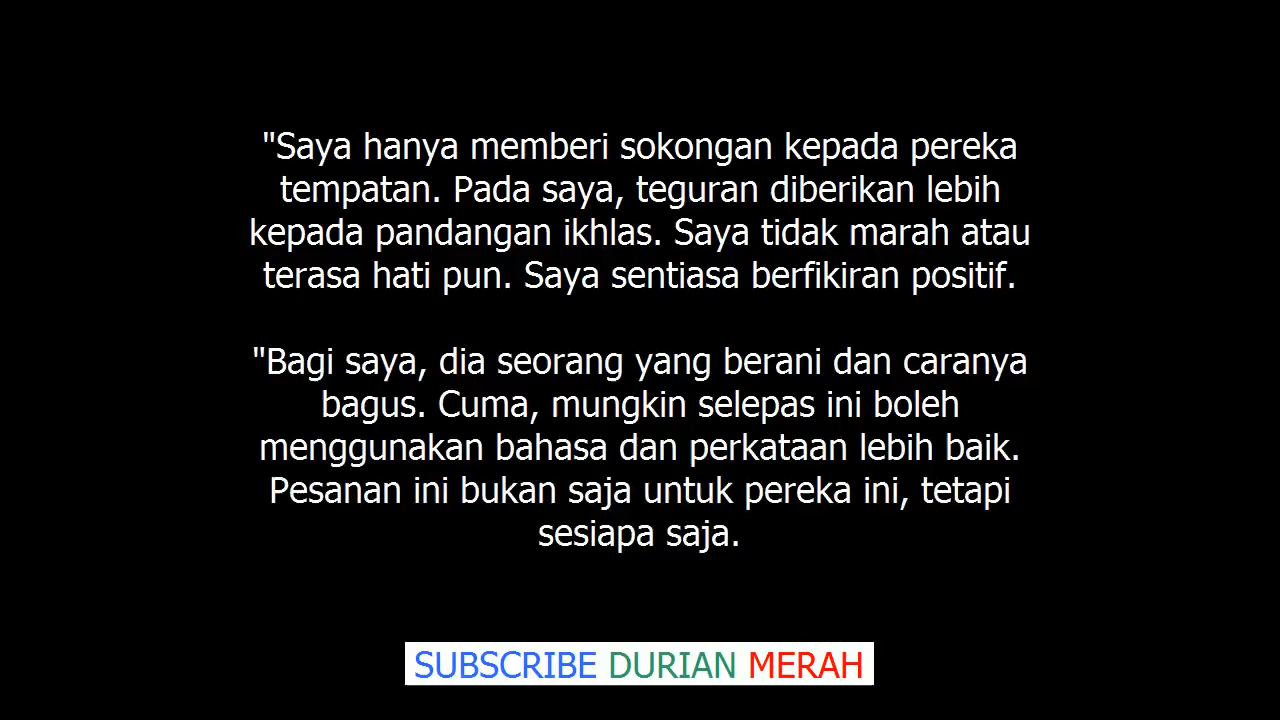 "Saya hanya memberi sokongan kepada pereka
tempatan. Pada saya, teguran diberikan lebih
kepada pandangan ikhlas. Saya tidak marah atau
terasa hati pun. Saya sentiasa berfikiran positif.
"Bagi saya, dia seorang yang berani dan caranya
bagus. Cuma, mungkin selepas ini boleh
menggunakan bahasa dan perkataan lebih baik.
Pesanan ini bukan saja untuk pereka ini, tetapi
sesiapa saja.
SUBSCRIBE DURIAN MERAH